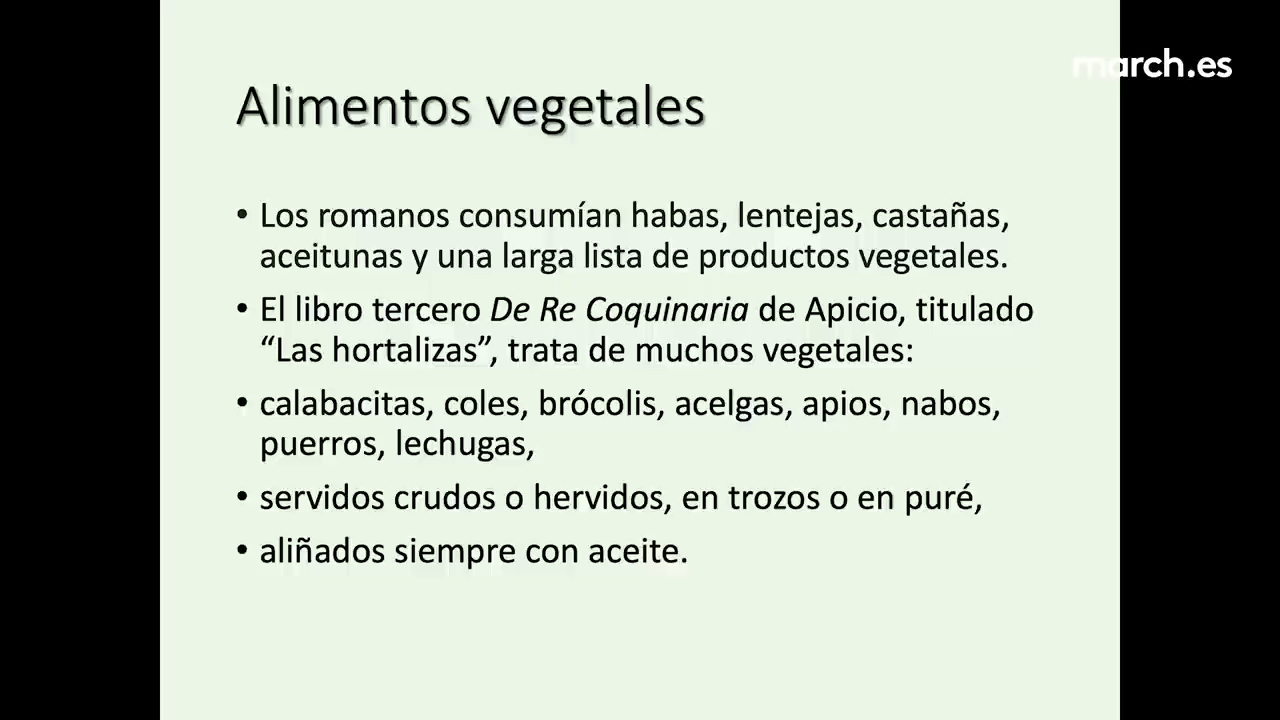 march.es
Alimentos vegetales
• Los romanos consumían habas, lentejas, castañas,
aceitunas y una larga lista de productos vegetales.
• El libro tercero De Re Coquinaria de Apicio, titulado
“Las hortalizas”, trata de muchos vegetales:
• calabacitas, coles, brócolis, acelgas, apios, nabos,
puerros, lechugas,
• servidos crudos o hervidos, en trozos o en puré,
• aliñados siempre con aceite.